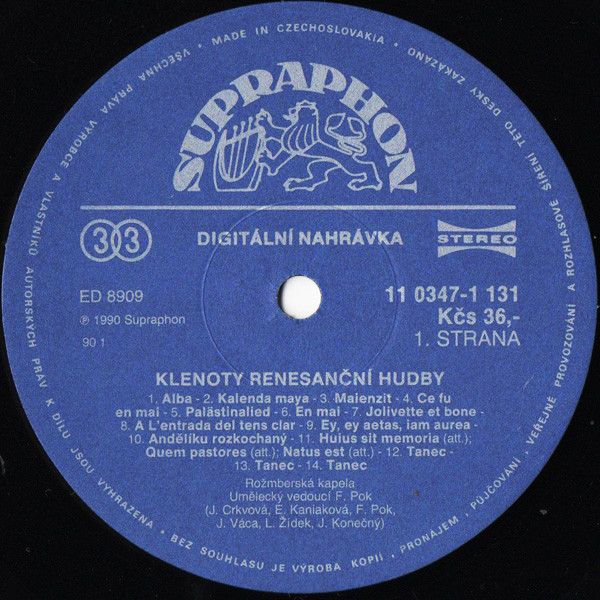 • MADE IN CZECHOSLOVAKIA • VŠECHNA PRÁVA VÝROBCE A VLASTNÍKŮ AUTORSKÝCH PRÁV K DÍLU JSOU VYHRAZENA • BEZ SOUHLASU JE VÝROBA KOPIÍ, PRONÁJEM, PŮJČOVÁNÍ, VEŘEJNÉ PROVOZOVÁNÍ A ROZHLASOVÉ ŠÍŘENÍ TÉTO DESKY ZAKÁZÁNO
SUPRAPHON
33 DIGITÁLNÍ NAHRÁVKA STEREO
ED 8909 11 0347-1 131
℗ 1990 Supraphon Kčs 36,-
90 1 1. STRANA
KLENOTY RENESANČNÍ HUDBY
1. Alba - 2. Kalenda maya - 3. Maienzit - 4. Ce fu
en mai - 5. Palästinalied - 6. En mai - 7. Jolivette et bone -
8. A L'entrada del tens clar - 9. Ey, ey aetas, iam aurea -
10. Andělíku rozkochaný - 11. Huius sit memoria (att.);
Quem pastores (att.); Natus est (att.) - 12. Tanec -
13. Tanec - 14. Tanec
Rožmberská kapela
Umělecký vedoucí F. Pok
(J. Crkvová, E. Kaniaková, F. Pok,
J. Váca, L. Žídek, J. Konečný)